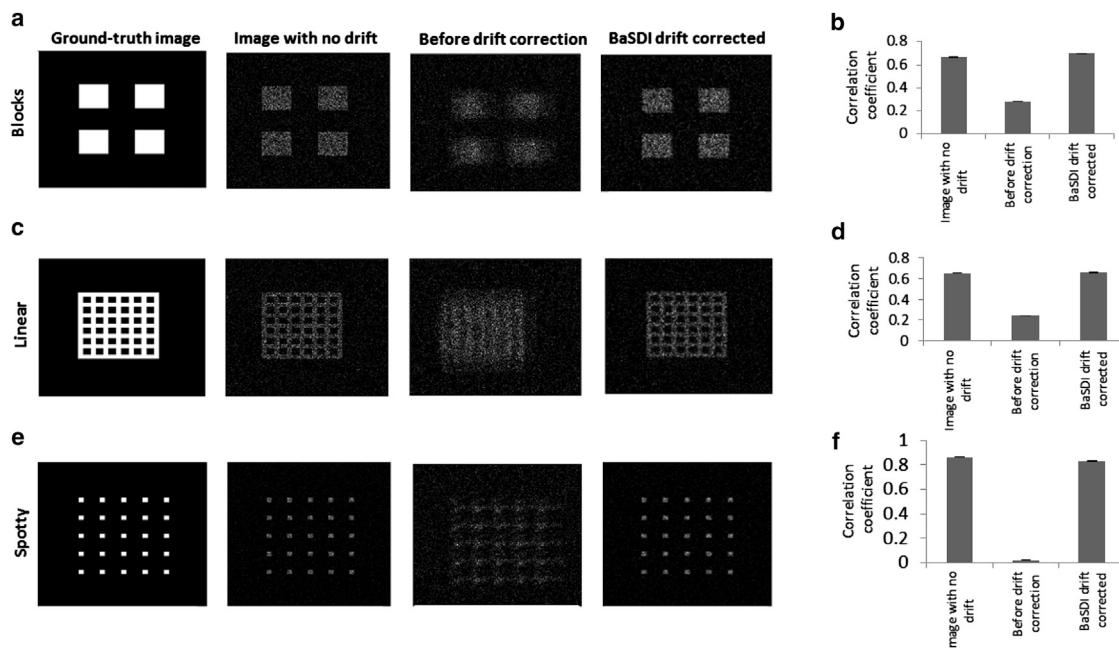 a
Ground-truth image
Image with no drift
Before drift correction
BaSDI drift corrected
Blocks
b
Correlation
coefficient
0.8
0.6
0.4
0.2
0
Image with no
drift
Before drift
correction
BaSDI drift
corrected
c
Linear
d
Correlation
coefficient
0.8
0.6
0.4
0.2
0
Image with no
drift
Before drift
correction
BaSDI drift
corrected
e
Spotty
f
Correlation
coefficient
1
0.8
0.6
0.4
0.2
0
mage with no
drift
Before drift
correction
BaSDI drift
corrected